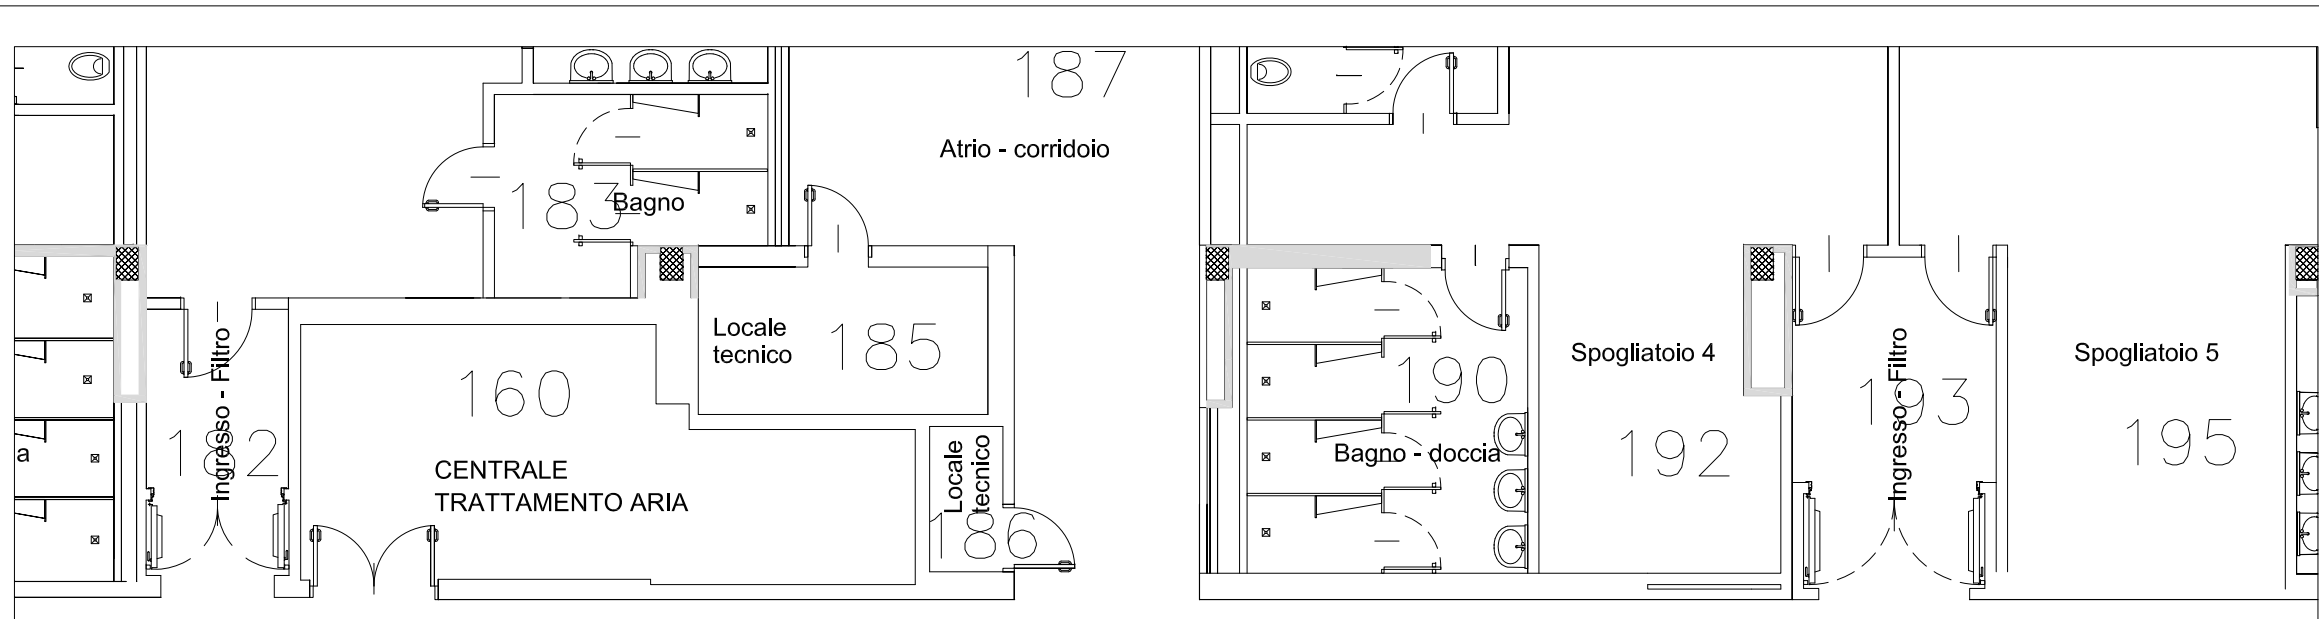 187
Atrio - corridoio
183
Bagno
Locale
tecnico
185
160
CENTRALE
TRATTAMENTO ARIA
Ingresso - Filtro
182
a
Locale
tecnico
186
190
Bagno - doccia
Spogliatoio 4
192
Ingresso - Filtro
193
Spogliatoio 5
195